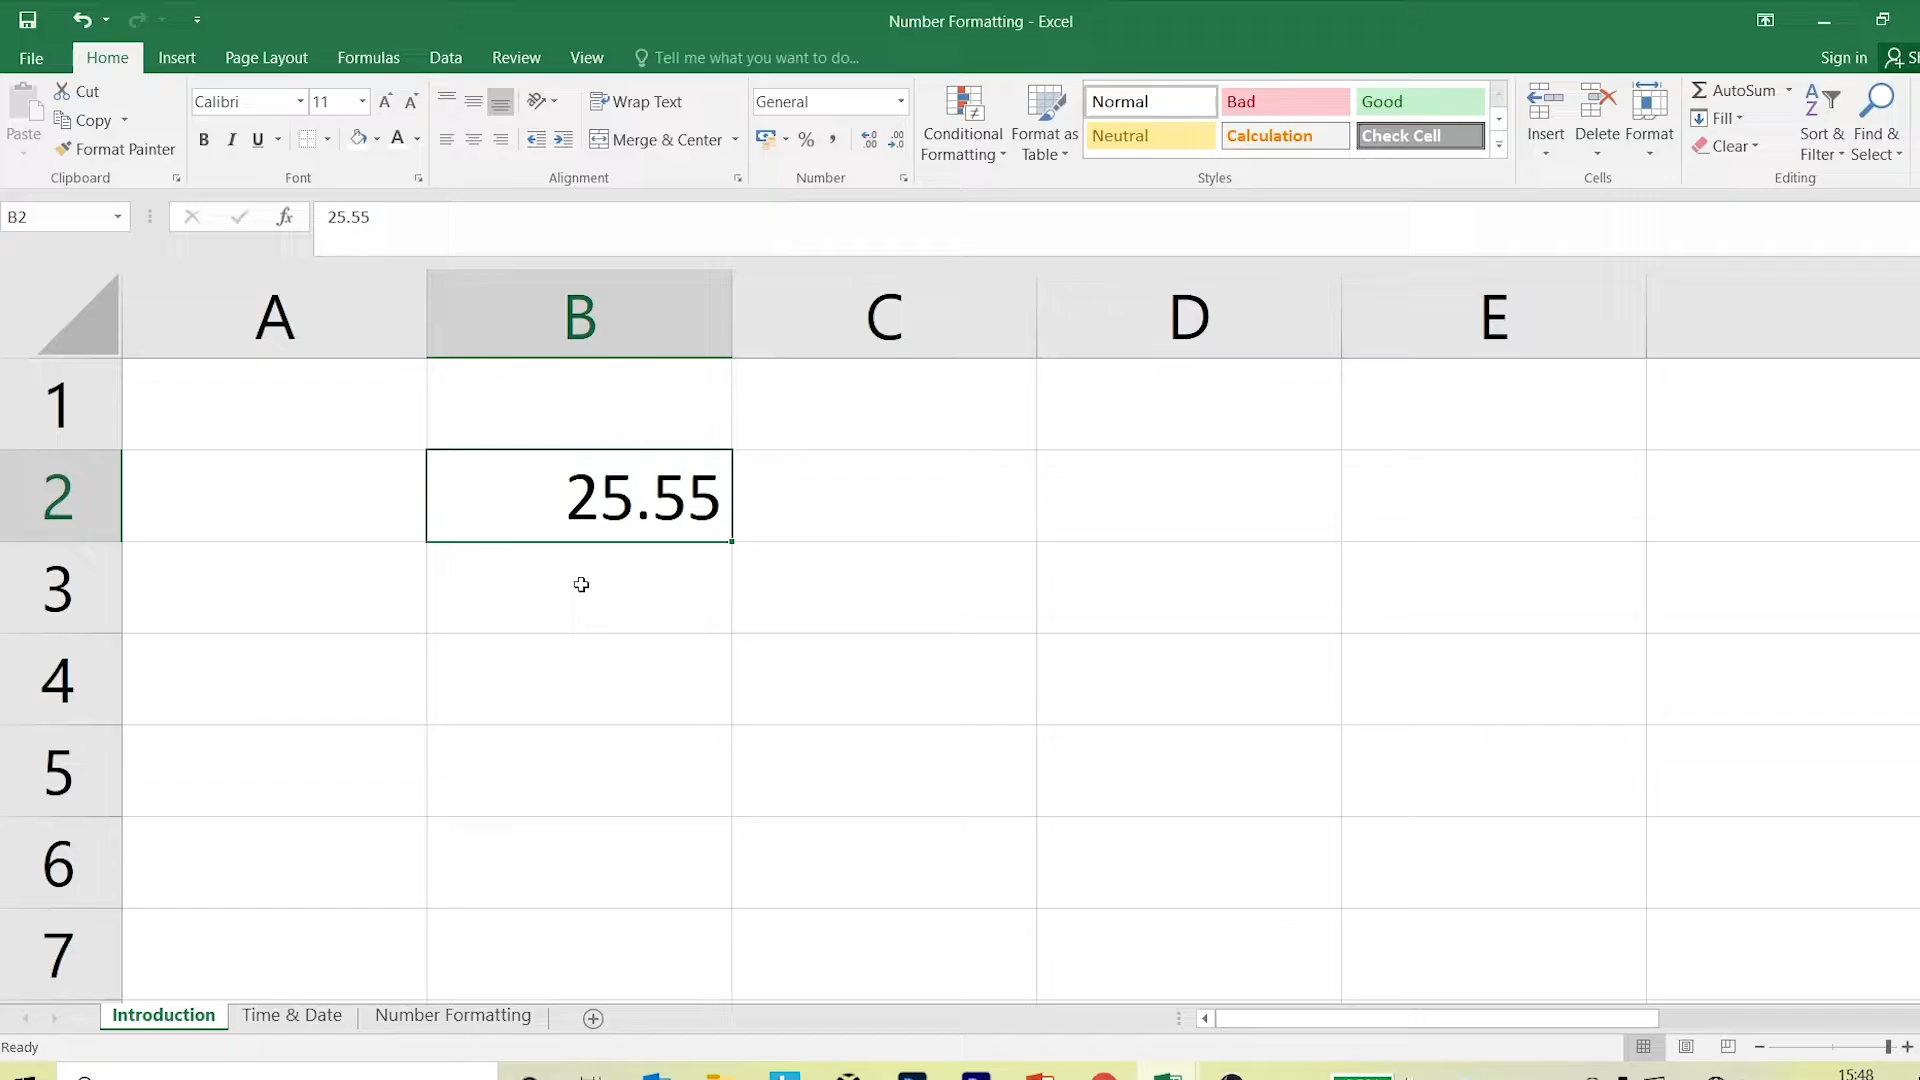 Number Formatting - Excel
File Home Insert Page Layout Formulas Data Review View Tell me what you want to do... Sign in
Paste
Cut
Copy
Format Painter
Clipboard
Calibri 11
B I U
Font
Wrap Text
Merge & Center
Alignment
General
%
Number
Conditional Formatting
Format as Table
Normal Bad Good
Neutral Calculation Check Cell
Styles
Insert Delete Format
Cells
AutoSum
Fill
Clear
Sort & Filter
Find & Select
Editing
B2 fx 25.55
A B C D E
1
2 25.55
3
4
5
6
7
Introduction Time & Date Number Formatting
Ready
15:48